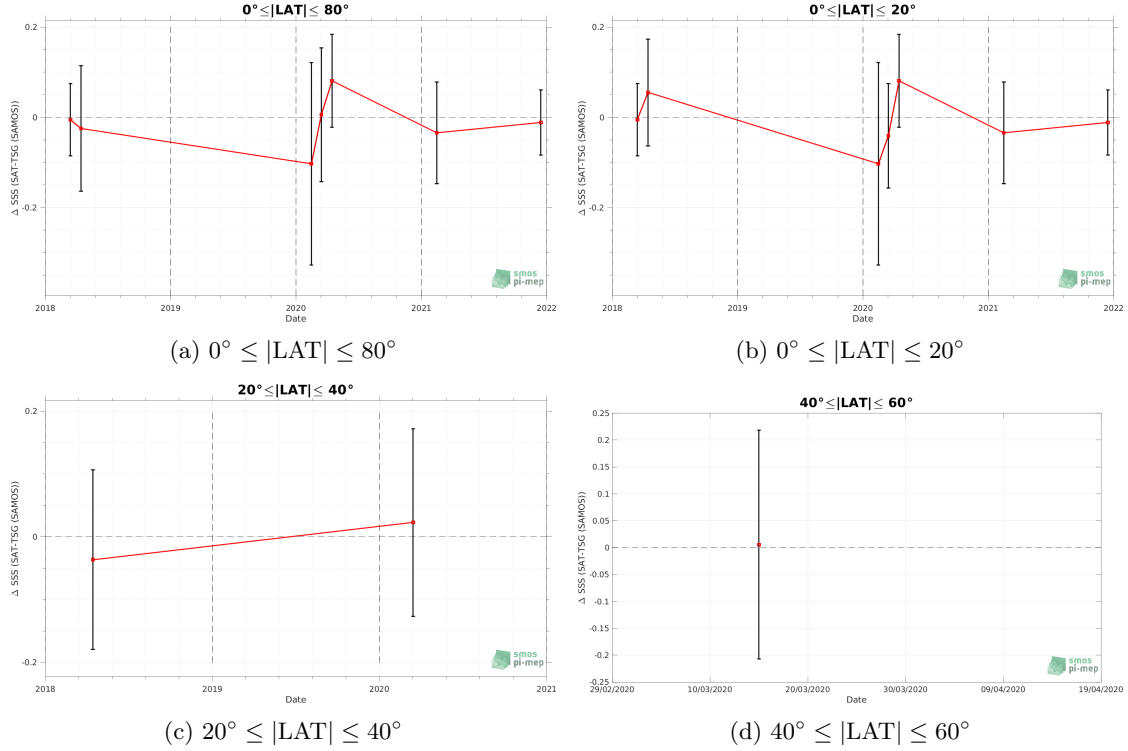 0°≤|LAT|≤ 80°
0.2
0
-0.2
Δ SSS (SAT-TSG (SAMOS))
2018 2019 2020 2021 2022
Date
smos
pi-mep
(a) 0° ≤ |LAT| ≤ 80°
0°≤|LAT|≤ 20°
0.2
0
-0.2
Δ SSS (SAT-TSG (SAMOS))
2018 2019 2020 2021 2022
Date
smos
pi-mep
(b) 0° ≤ |LAT| ≤ 20°
20°≤|LAT|≤ 40°
0.2
0
-0.2
Δ SSS (SAT-TSG (SAMOS))
2018 2019 2020 2021
Date
smos
pi-mep
(c) 20° ≤ |LAT| ≤ 40°
40°≤|LAT|≤ 60°
0.25
0.2
0.15
0.1
0.05
0
-0.05
-0.1
-0.15
-0.2
-0.25
Δ SSS (SAT-TSG (SAMOS))
29/02/2020 10/03/2020 20/03/2020 30/03/2020 09/04/2020 19/04/2020
Date
smos
pi-mep
(d) 40° ≤ |LAT| ≤ 60°